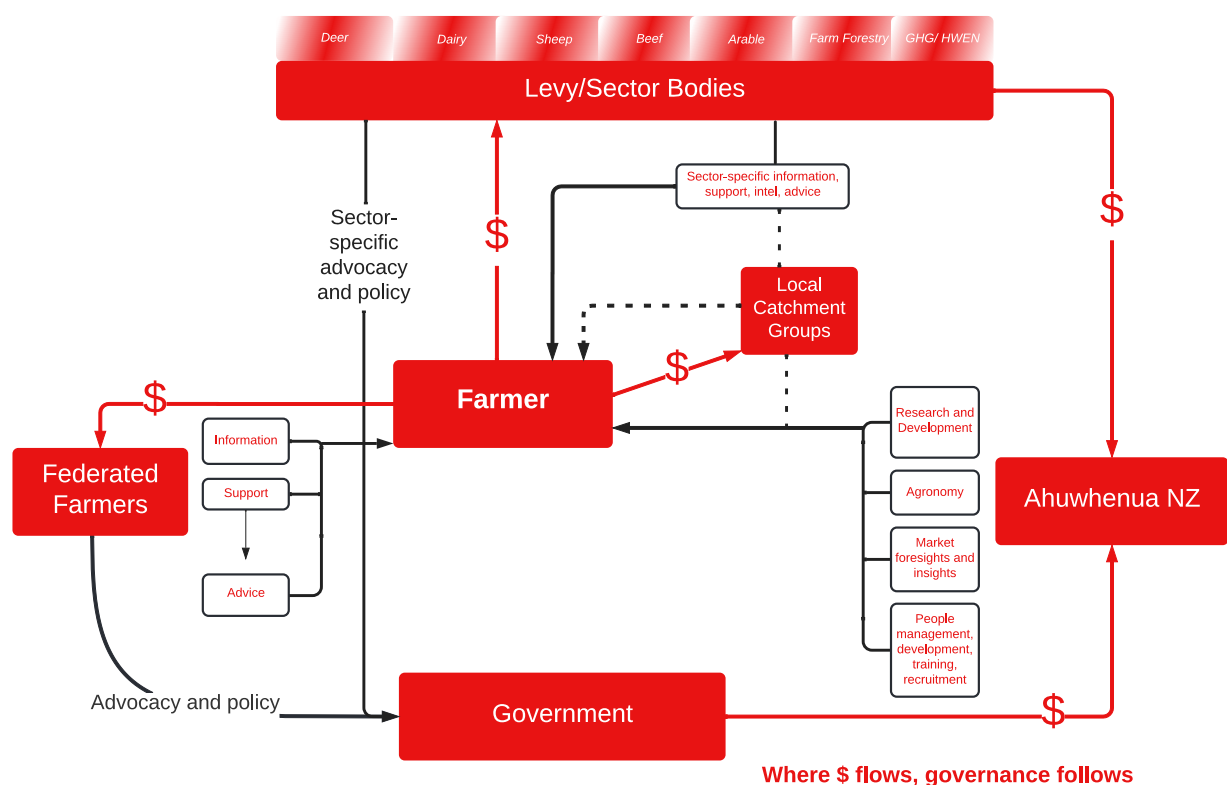 Deer
Dairy
Sheep
Beef
Arable
Farm Forestry
GHG/ HWEN
Levy/Sector Bodies
Sector-specific information,
support, intel, advice
$
$
Sector-
specific
advocacy
and policy
Local
Catchment
Groups
$
Farmer
$
Research and
Development
Information
Federated
Farmers
Support
Agronomy
Ahuwhenua NZ
Market
foresights and
insights
Advice
People
management,
development,
training,
recruitment
Advocacy and policy
Government
$
Where $ flows, governance follows